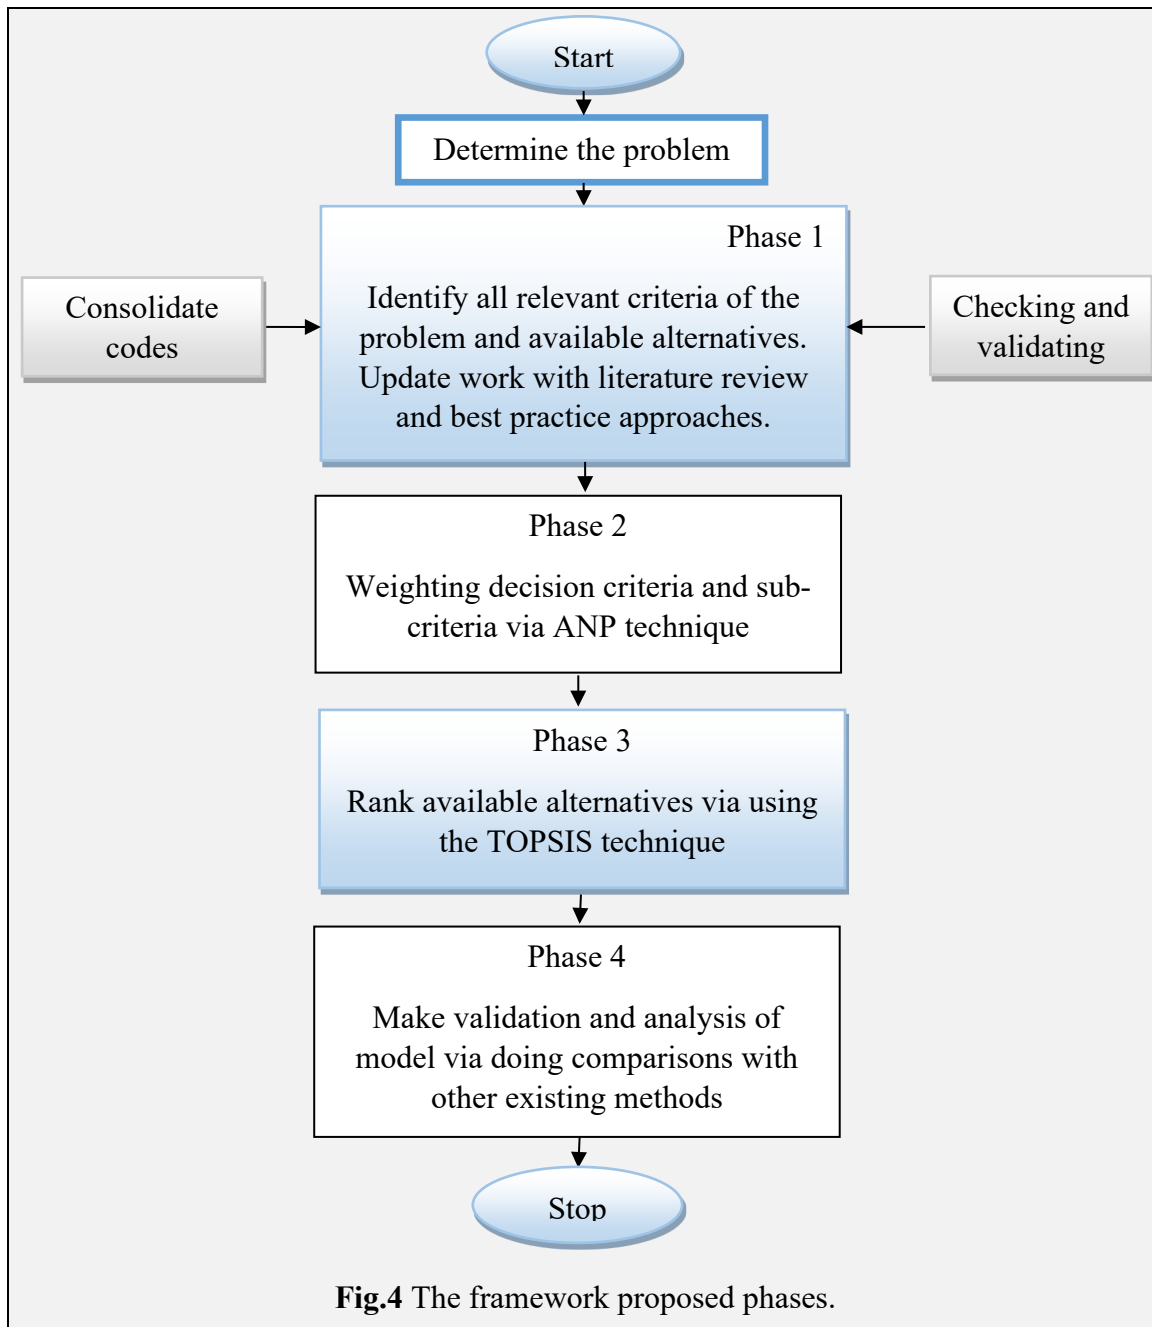 Start
Determine the problem
Phase 1
Identify all relevant criteria of the
problem and available alternatives.
Update work with literature review
and best practice approaches.
Consolidate
codes
Checking and
validating
Phase 2
Weighting decision criteria and sub-
criteria via ANP technique
Phase 3
Rank available alternatives via using
the TOPSIS technique
Phase 4
Make validation and analysis of
model via doing comparisons with
other existing methods
Stop
Fig.4 The framework proposed phases.